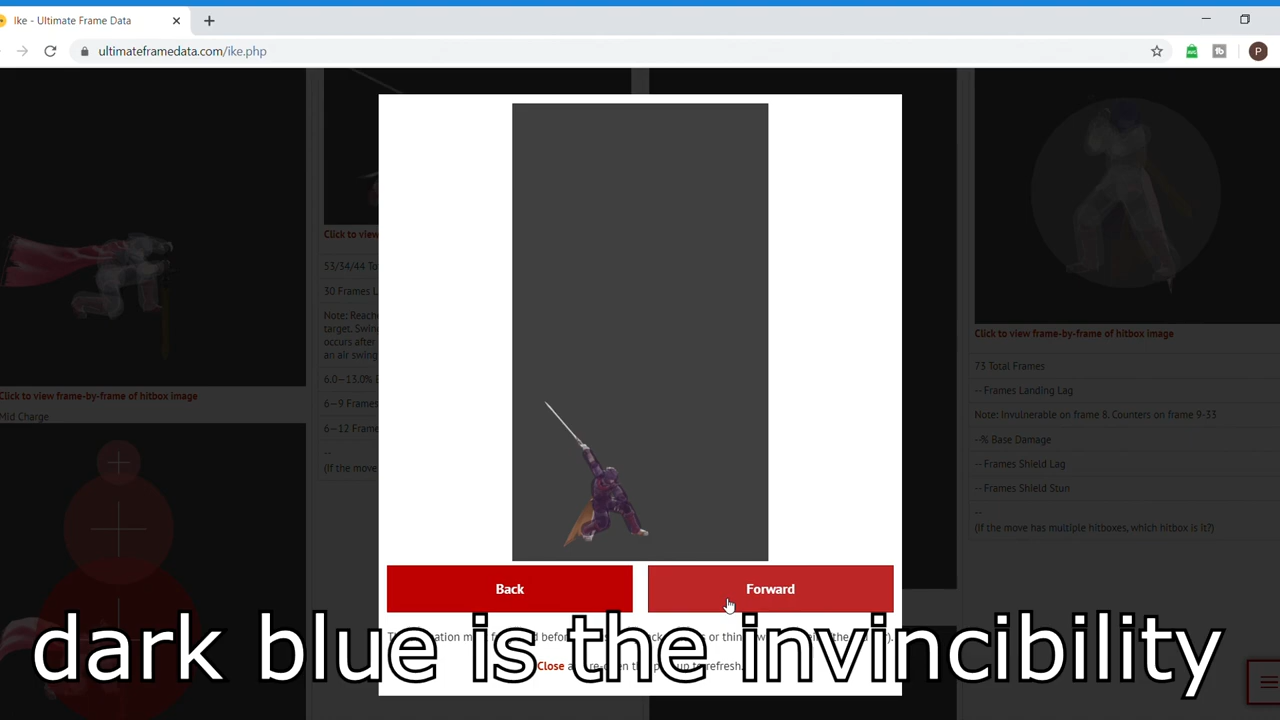 Ike - Ultimate Frame Data
ultimateframedata.com/ike.php
P
Click to view
53/34/44 To
30 Frames L
Note: Reach
target. Swin
occurs after
an air swing
6.0—13.0% B
6—9 Frames
6—12 Frame
--
(If the move
Click to view frame-by-frame of hitbox image
Mid Charge
Click to view frame-by-frame of hitbox image
73 Total Frames
-- Frames Landing Lag
Note: Invulnerable on frame 8. Counters on frame 9-33
--% Base Damage
-- Frames Shield Lag
-- Frames Shield Stun
--
(If the move has multiple hitboxes, which hitbox is it?)
Back
Forward
Close
dark blue is the invincibility